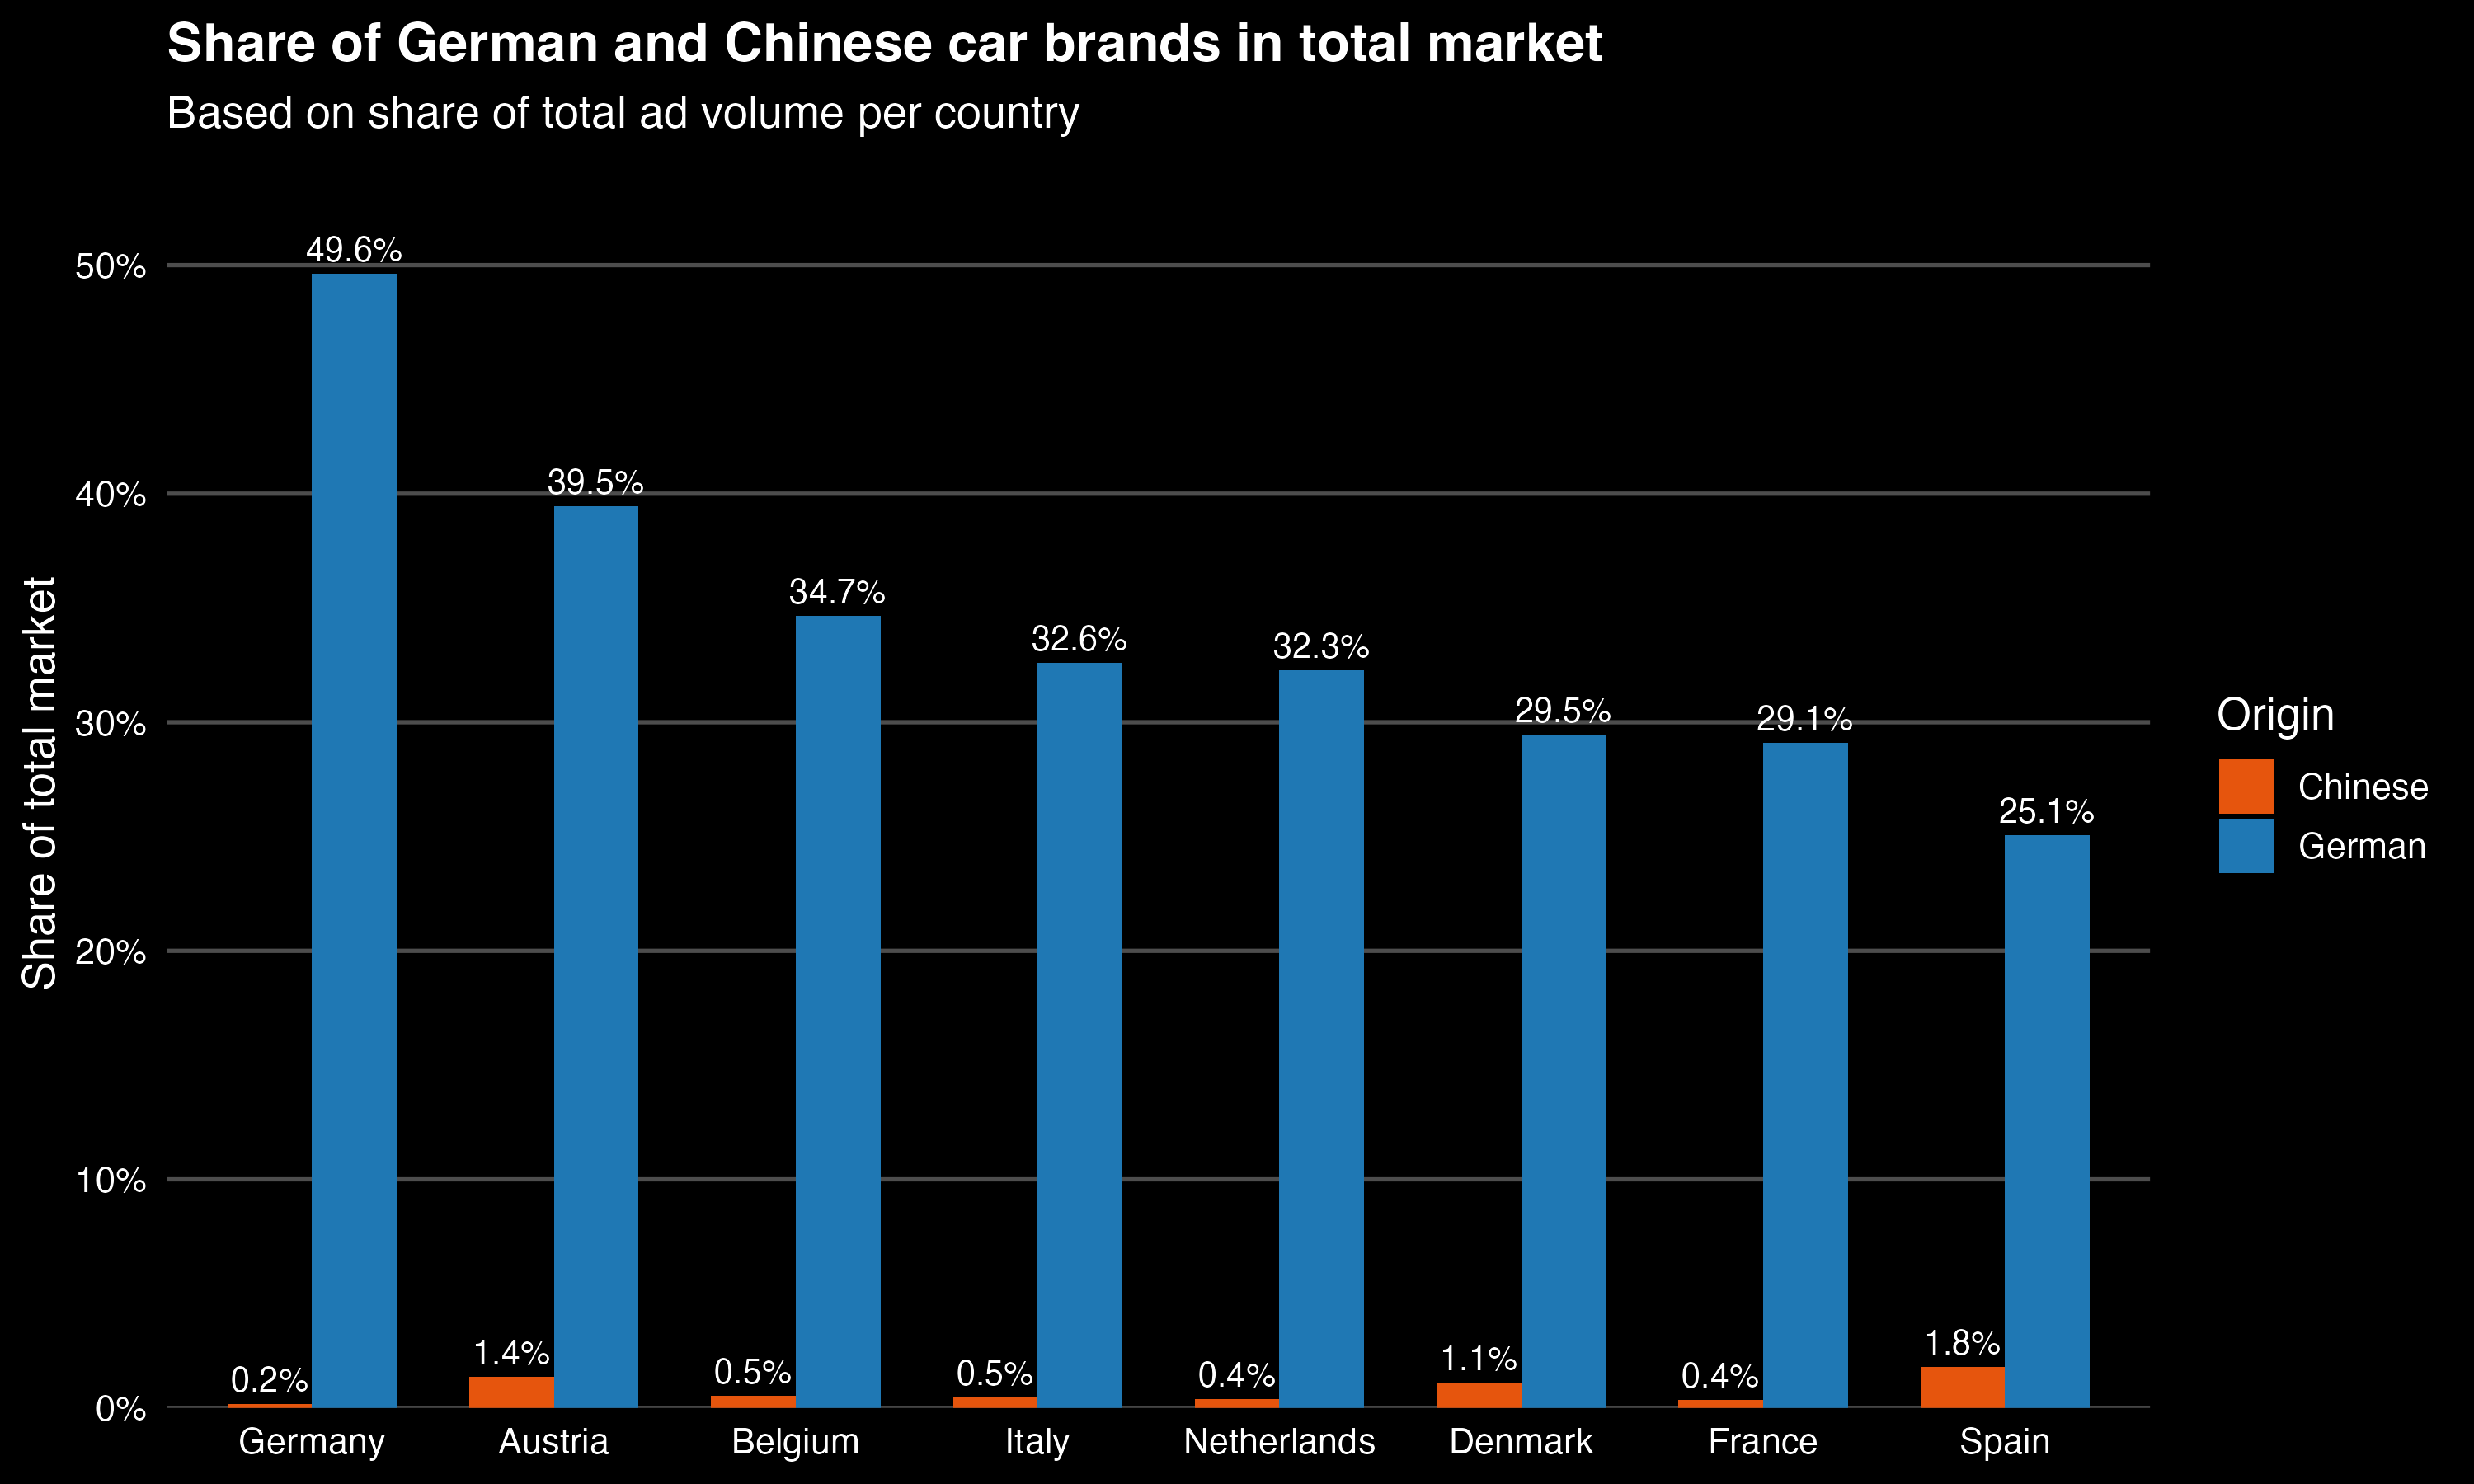 Share of German and Chinese car brands in total market
Based on share of total ad volume per country
Share of total market
50%
40%
30%
20%
10%
0%
49.6%
39.5%
34.7%
32.6%
32.3%
29.5%
29.1%
25.1%
0.2%
1.4%
0.5%
0.5%
0.4%
1.1%
0.4%
1.8%
Germany
Austria
Belgium
Italy
Netherlands
Denmark
France
Spain
Origin
Chinese
German